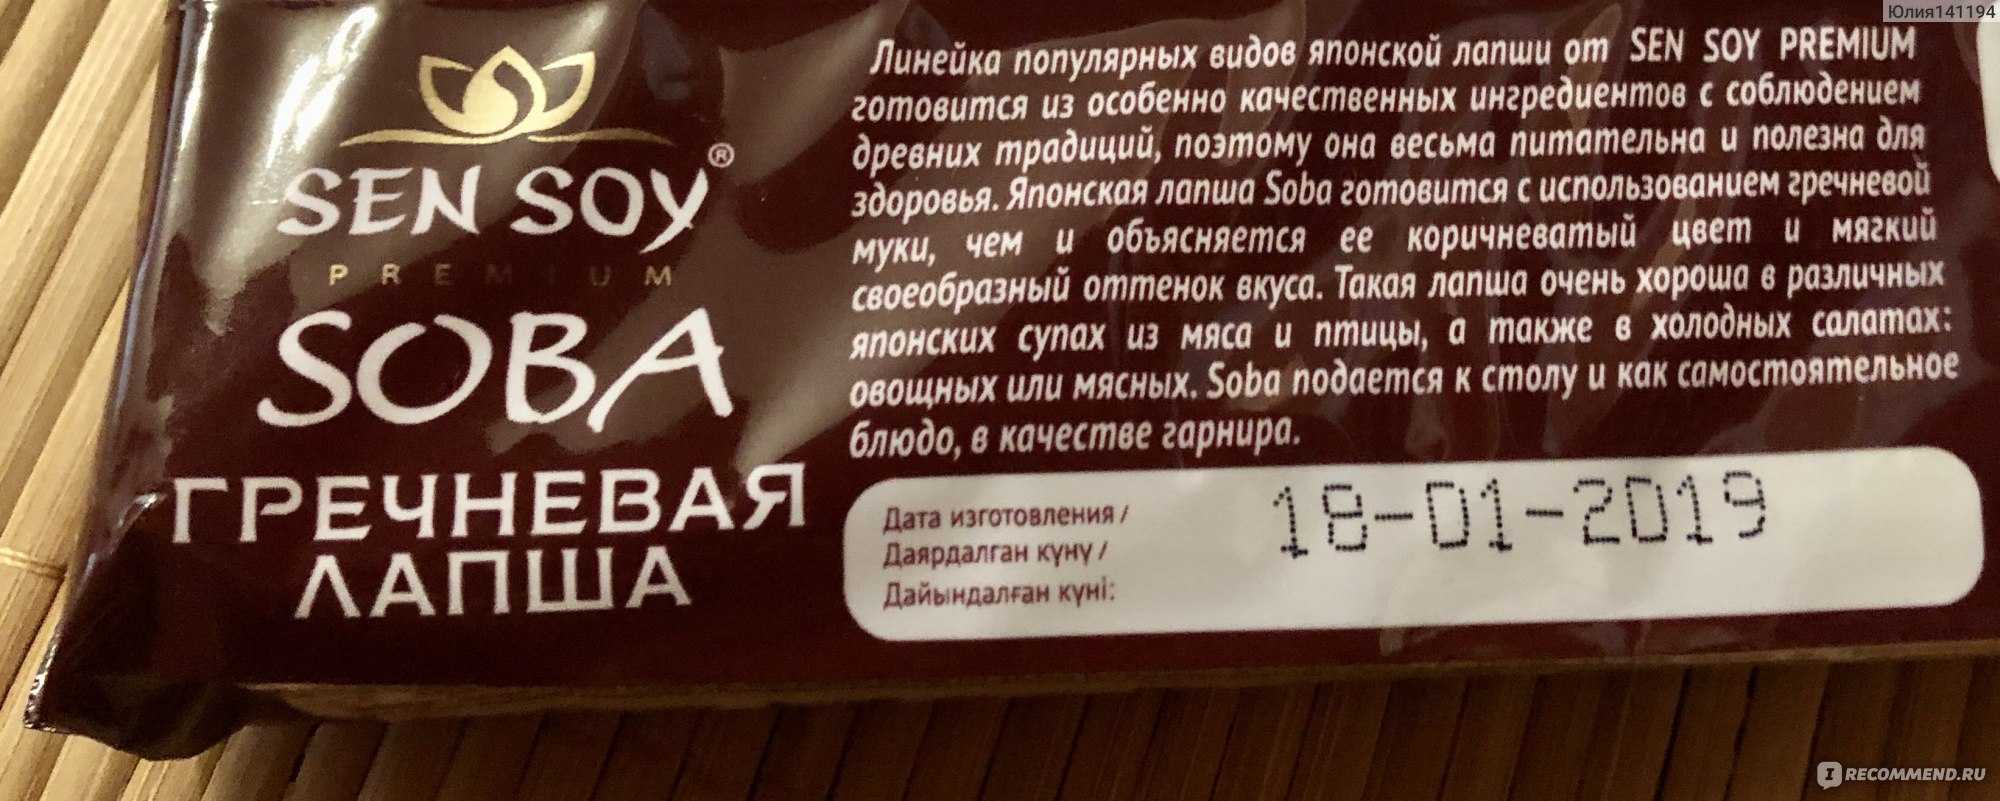 Юлия141194
SEN SOY®
PREMIUM
SOBA
ГРЕЧНЕВАЯ
ЛАПША
Линейка популярных видов японской лапши от SEN SOY PREMIUM
готовится из особенно качественных ингредиентов с соблюдением
древних традиций, поэтому она весьма питательна и полезна для
здоровья. Японская лапша Soba готовится с использованием гречневой
муки, чем и объясняется ее коричневатый цвет и мягкий
своеобразный оттенок вкуса. Такая лапша очень хороша в различных
японских супах из мяса и птицы, а также в холодных салатах:
овощных или мясных. Soba подается к столу и как самостоятельное
блюдо, в качестве гарнира.
Дата изготовления /
Даярдалган күнү /
Дайындалған күні:
18-01-2019
IRECOMMEND.RU